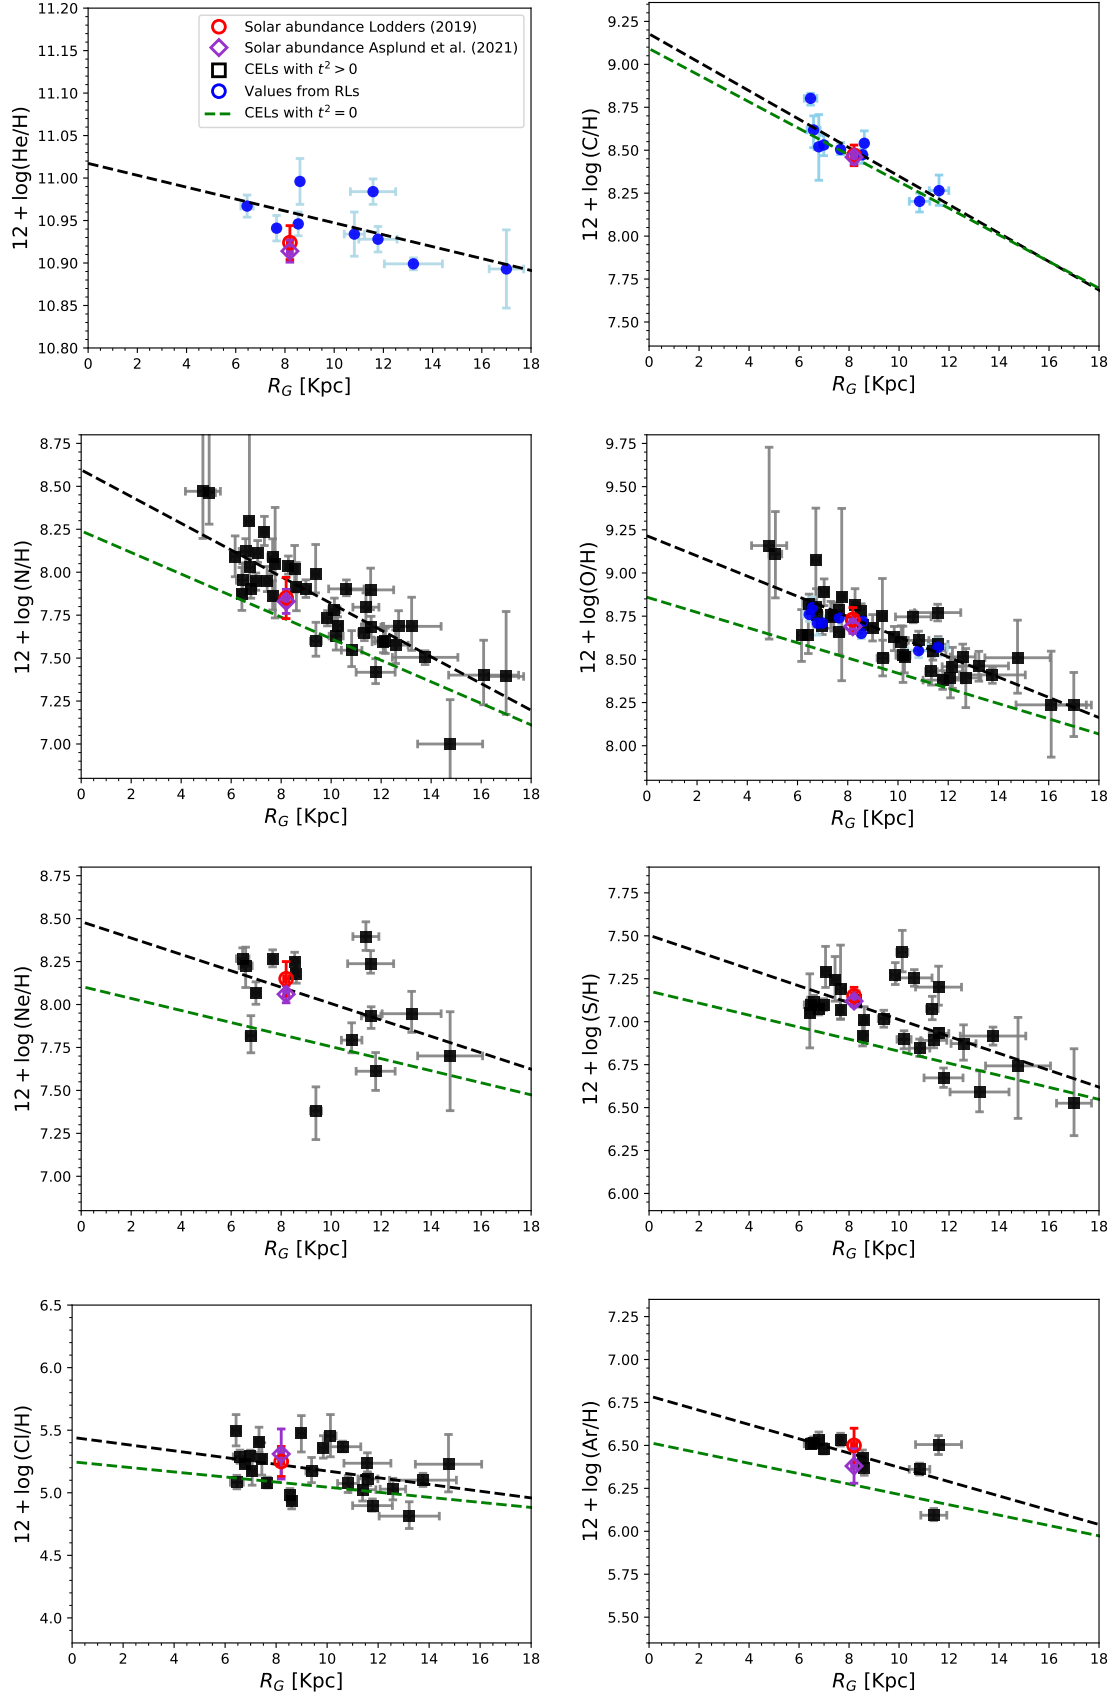 11.20
11.15
11.10
11.05
11.00
10.95
10.90
10.85
10.80
12 + log(He/H)
Solar abundance Lodders (2019)
Solar abundance Asplund et al. (2021)
CELs with t² > 0
Values from RLs
CELs with t² = 0
0 2 4 6 8 10 12 14 16 18
R_G [Kpc]
9.25
9.00
8.75
8.50
8.25
8.00
7.75
7.50
12 + log (C/H)
0 2 4 6 8 10 12 14 16 18
R_G [Kpc]
8.75
8.50
8.25
8.00
7.75
7.50
7.25
7.00
12 + log (N/H)
0 2 4 6 8 10 12 14 16 18
R_G [Kpc]
9.75
9.50
9.25
9.00
8.75
8.50
8.25
8.00
12 + log(O/H)
0 2 4 6 8 10 12 14 16 18
R_G [Kpc]
8.75
8.50
8.25
8.00
7.75
7.50
7.25
7.00
12 + log (Ne/H)
0 2 4 6 8 10 12 14 16 18
R_G [Kpc]
7.75
7.50
7.25
7.00
6.75
6.50
6.25
6.00
12 + log (S/H)
0 2 4 6 8 10 12 14 16 18
R_G [Kpc]
6.5
6.0
5.5
5.0
4.5
4.0
12 + log (Cl/H)
0 2 4 6 8 10 12 14 16 18
R_G [Kpc]
7.25
7.00
6.75
6.50
6.25
6.00
5.75
5.50
12 + log (Ar/H)
0 2 4 6 8 10 12 14 16 18
R_G [Kpc]